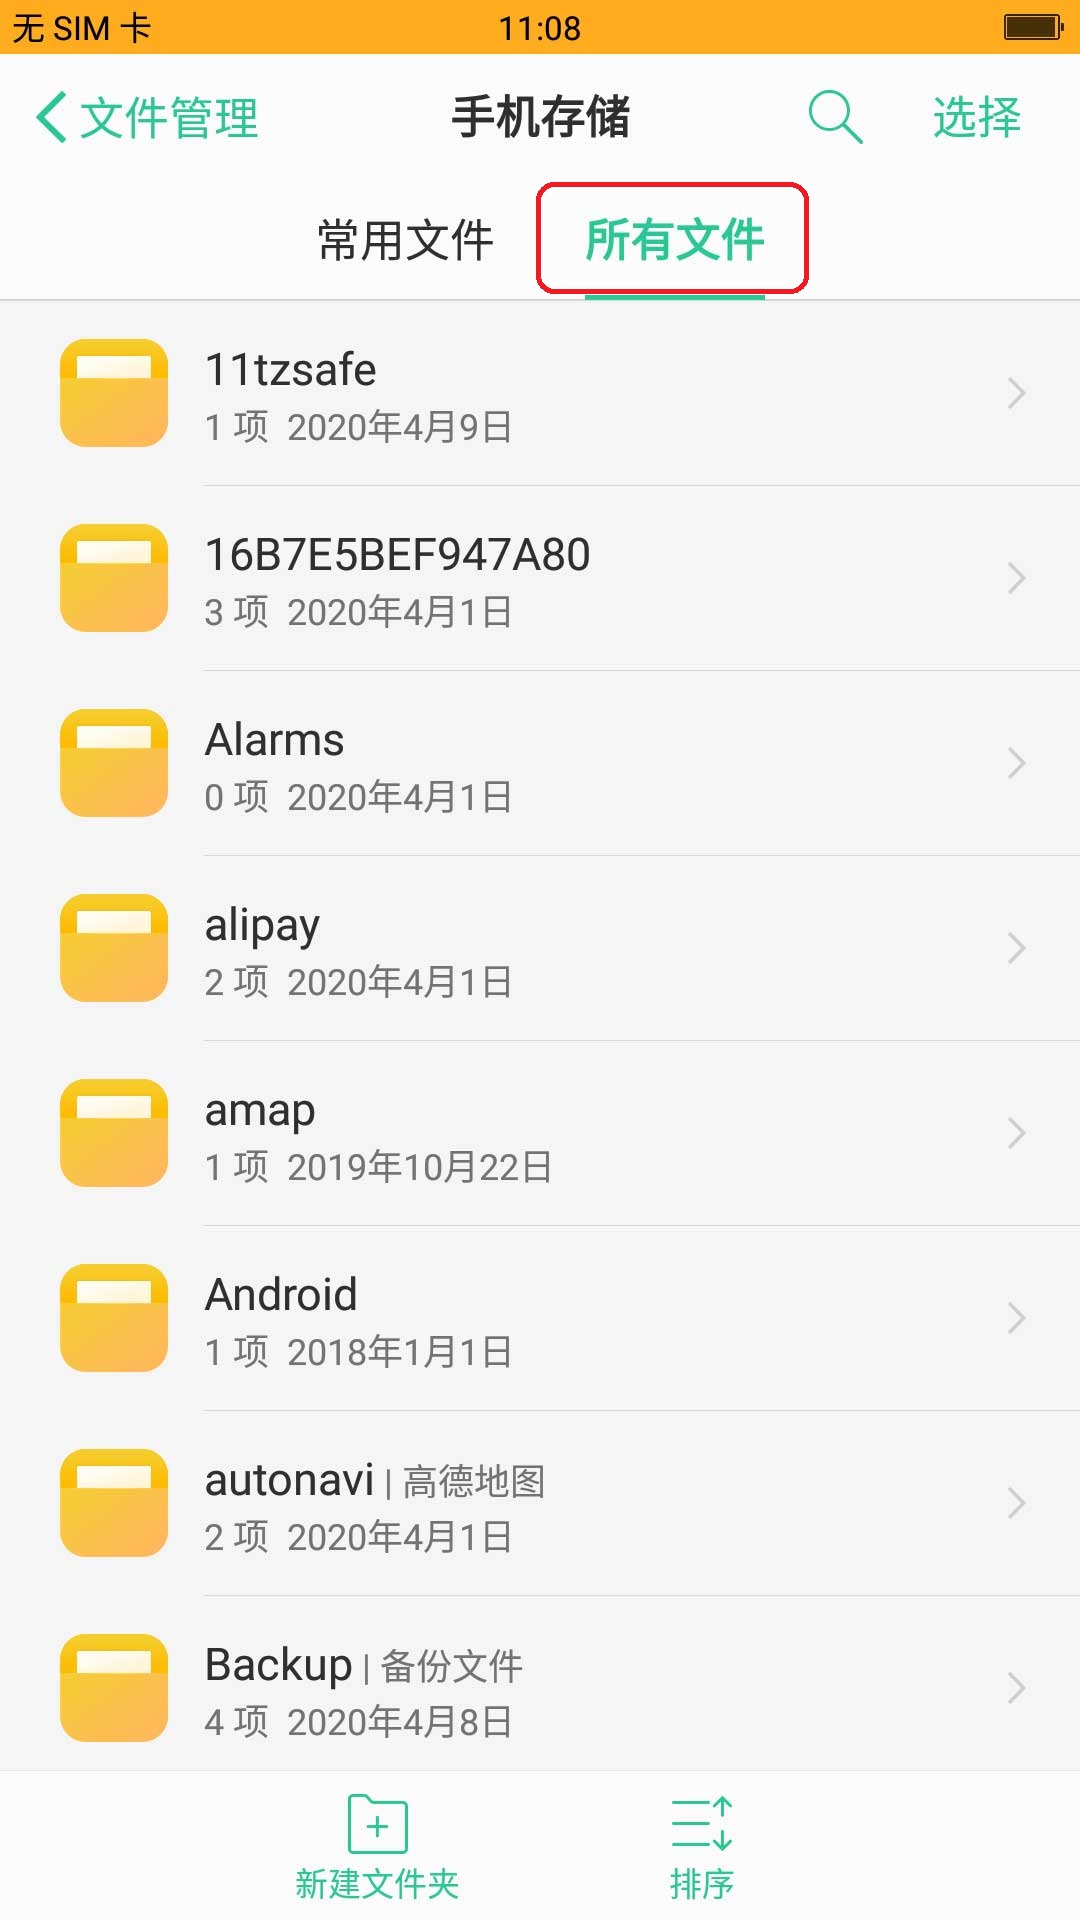 无 SIM 卡 11:08
文件管理 手机存储 选择
常用文件 所有文件
11tzsafe
1 项 2020年4月9日
16B7E5BEF947A80
3 项 2020年4月1日
Alarms
0 项 2020年4月1日
alipay
2 项 2020年4月1日
amap
1 项 2019年10月22日
Android
1 项 2018年1月1日
autonavi | 高德地图
2 项 2020年4月1日
Backup | 备份文件
4 项 2020年4月8日
新建文件夹 排序